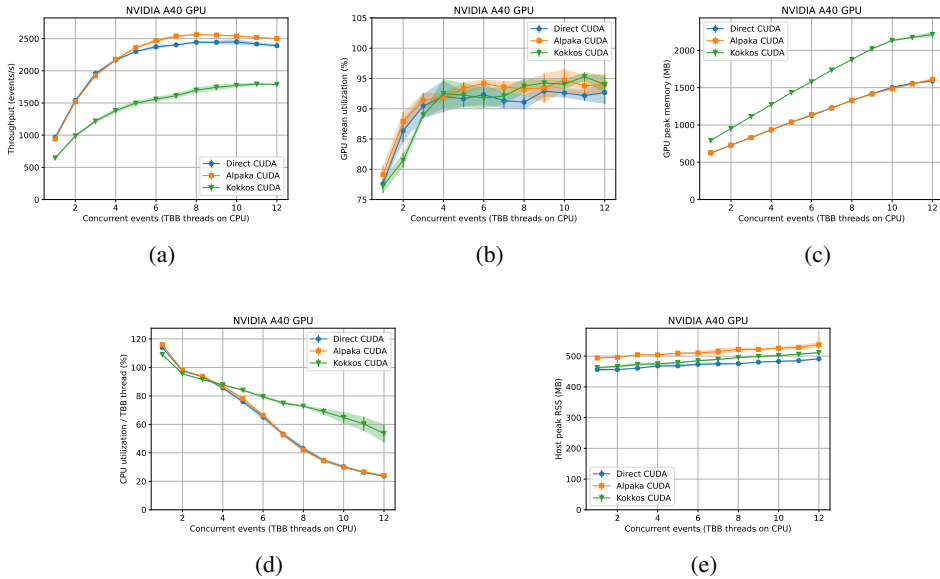 NVIDIA A40 GPU
Throughput (events/s)
2500
2000
1500
1000
500
0
Direct CUDA
Alpaka CUDA
Kokkos CUDA
2 4 6 8 10 12
Concurrent events (TBB threads on CPU)
(a)
NVIDIA A40 GPU
GPU mean utilization (%)
105
100
95
90
85
80
75
Direct CUDA
Alpaka CUDA
Kokkos CUDA
2 4 6 8 10 12
Concurrent events (TBB threads on CPU)
(b)
NVIDIA A40 GPU
GPU peak memory (MB)
2000
1500
1000
500
0
Direct CUDA
Alpaka CUDA
Kokkos CUDA
2 4 6 8 10 12
Concurrent events (TBB threads on CPU)
(c)
NVIDIA A40 GPU
CPU utilization / TBB thread (%)
120
100
80
60
40
20
0
Direct CUDA
Alpaka CUDA
Kokkos CUDA
2 4 6 8 10 12
Concurrent events (TBB threads on CPU)
(d)
NVIDIA A40 GPU
Host peak RSS (MB)
500
400
300
200
100
0
Direct CUDA
Alpaka CUDA
Kokkos CUDA
2 4 6 8 10 12
Concurrent events (TBB threads on CPU)
(e)